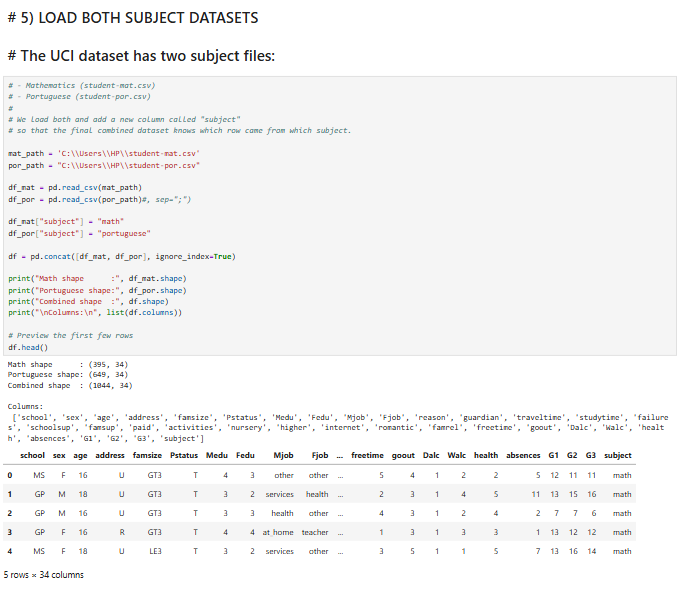 # 5) LOAD BOTH SUBJECT DATASETS
# The UCI dataset has two subject files:
# - Mathematics (student-mat.csv)
# - Portuguese (student-por.csv)
#
# We load both and add a new column called "subject"
# so that the final combined dataset knows which row came from which subject.
mat_path = 'C:\\Users\\HP\\student-mat.csv'
por_path = "C:\\Users\\HP\\student-por.csv"
df_mat = pd.read_csv(mat_path)
df_por = pd.read_csv(por_path)#, sep=";")
df_mat["subject"] = "math"
df_por["subject"] = "portuguese"
df = pd.concat([df_mat, df_por], ignore_index=True)
print("Math shape      :", df_mat.shape)
print("Portuguese shape:", df_por.shape)
print("Combined shape  :", df.shape)
print("\nColumns:\n", list(df.columns))
# Preview the first few rows
df.head()
Math shape      : (395, 34)
Portuguese shape: (649, 34)
Combined shape  : (1044, 34)
Columns:
['school', 'sex', 'age', 'address', 'famsize', 'Pstatus', 'Medu', 'Fedu', 'Mjob', 'Fjob', 'reason', 'guardian', 'traveltime', 'studytime', 'failure
s', 'schoolsup', 'famsup', 'paid', 'activities', 'nursery', 'higher', 'internet', 'romantic', 'famrel', 'freetime', 'goout', 'Dalc', 'Walc', 'healt
h', 'absences', 'G1', 'G2', 'G3', 'subject']
school sex age address famsize Pstatus Medu Fedu Mjob Fjob ... freetime goout Dalc Walc health absences G1 G2 G3 subject
0 MS F 16 U GT3 T 4 3 other other ... 5 4 1 2 2 5 12 11 11 math
1 GP M 18 U GT3 T 3 2 services health ... 2 3 1 4 5 11 13 15 16 math
2 GP M 16 U GT3 T 3 3 health other ... 4 3 1 2 4 2 7 7 6 math
3 GP F 16 R GT3 T 4 4 at_home teacher ... 1 3 1 3 3 1 13 12 12 math
4 MS F 18 U LE3 T 3 2 services other ... 3 5 1 1 5 7 13 16 14 math
5 rows × 34 columns